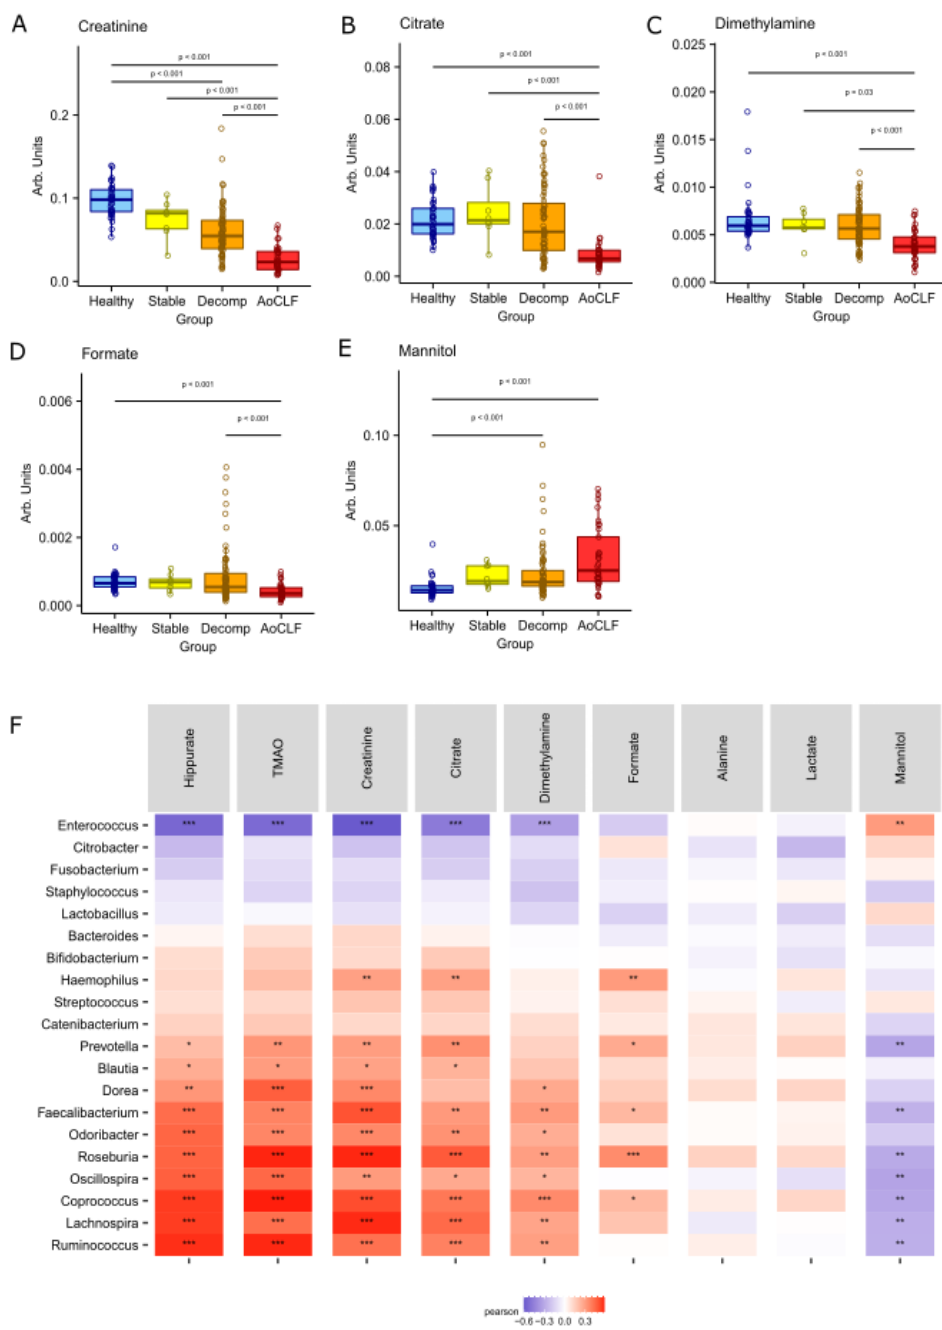 A
Creatinine
p < 0.001
p < 0.001
p < 0.001
p < 0.001
0.2
0.1
0.0
Arb. Units
Healthy Stable Decomp AoCLF
Group
B
Citrate
p < 0.001
p < 0.001
p < 0.001
0.08
0.06
0.04
0.02
0.00
Arb. Units
Healthy Stable Decomp AoCLF
Group
C
Dimethylamine
p < 0.001
p = 0.03
p < 0.001
0.025
0.020
0.015
0.010
0.005
0.000
Arb. Units
Healthy Stable Decomp AoCLF
Group
D
Formate
p < 0.001
p < 0.001
0.006
0.004
0.002
0.000
Arb. Units
Healthy Stable Decomp AoCLF
Group
E
Mannitol
p < 0.001
p < 0.001
0.10
0.05
Arb. Units
Healthy Stable Decomp AoCLF
Group
F
Hippurate
TMAO
Creatinine
Citrate
Dimethylamine
Formate
Alanine
Lactate
Mannitol
Enterococcus *** *** *** *** *** **
Citrobacter
Fusobacterium
Staphylococcus
Lactobacillus
Bacteroides
Bifidobacterium
Haemophilus ** ** **
Streptococcus
Catenibacterium
Prevotella * ** ** ** * **
Blautia * * * *
Dorea ** *** *** *
Faecalibacterium *** *** *** ** ** * **
Odoribacter *** *** *** ** *
Roseburia *** *** *** *** ** *** **
Oscillospira *** *** ** * * **
Coprococcus *** *** *** *** *** * **
Lachnospira *** *** *** *** ** **
Ruminococcus *** *** *** *** ** **
pearson
-0.6 -0.3 0.0 0.3